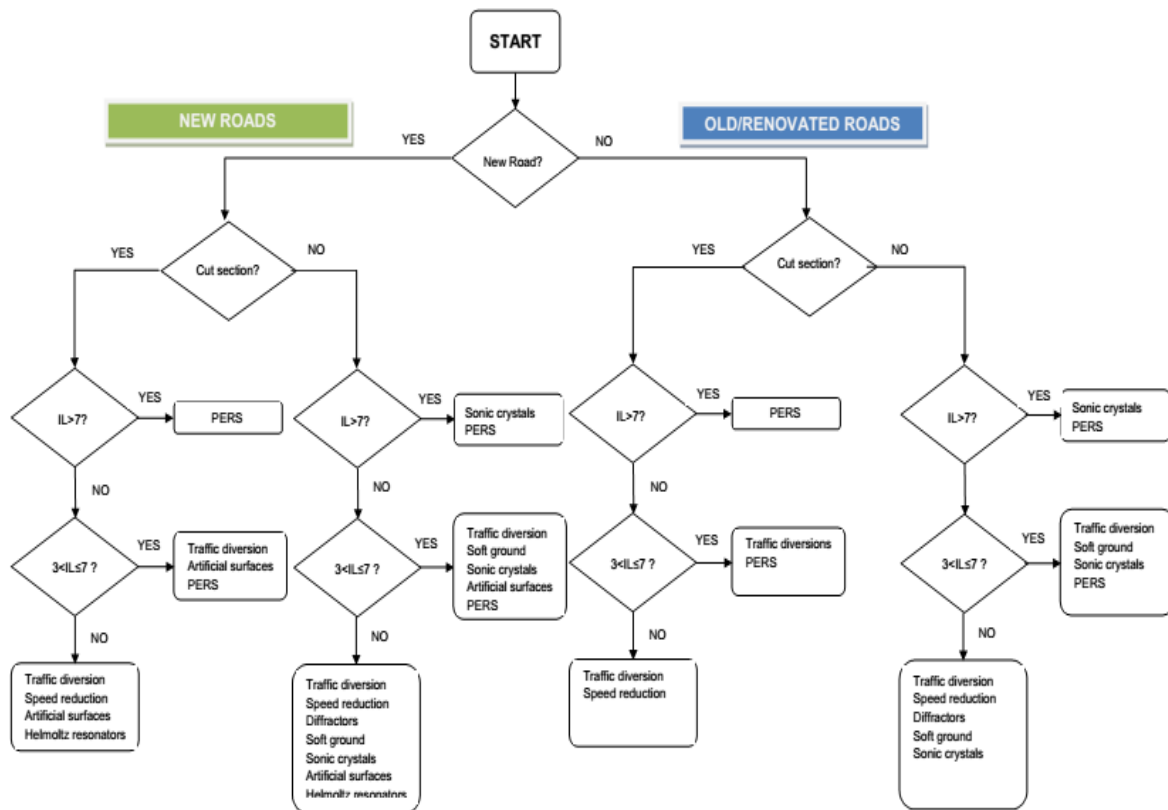 START
NEW ROADS
OLD/RENOVATED ROADS
YES
New Road?
NO
YES
Cut section?
NO
YES
Cut section?
NO
IL>7?
YES
PERS
IL>7?
YES
Sonic crystals
PERS
IL>7?
YES
PERS
IL>7?
YES
Sonic crystals
PERS
NO
NO
NO
NO
3<IL≤7 ?
YES
Traffic diversion
Artificial surfaces
PERS
3<IL≤7 ?
YES
Traffic diversion
Soft ground
Sonic crystals
Artificial surfaces
PERS
3<IL≤7 ?
YES
Traffic diversions
PERS
3<IL≤7 ?
YES
Traffic diversion
Soft ground
Sonic crystals
PERS
NO
NO
NO
NO
Traffic diversion
Speed reduction
Artificial surfaces
Helmoltz resonators
Traffic diversion
Speed reduction
Diffractors
Soft ground
Sonic crystals
Artificial surfaces
Helmoltz resonators
Traffic diversion
Speed reduction
Traffic diversion
Speed reduction
Diffractors
Soft ground
Sonic crystals